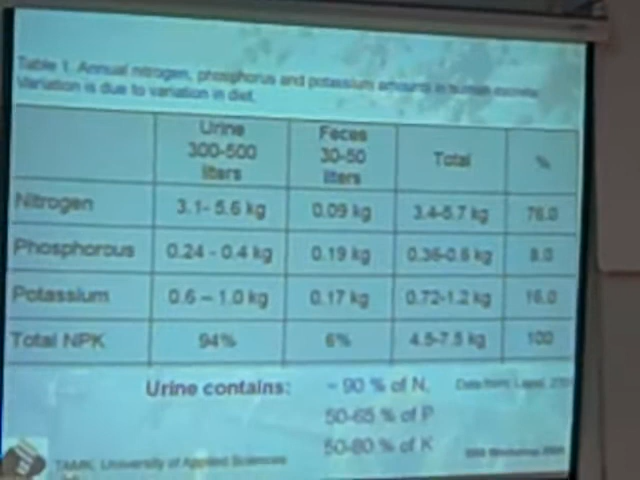 Table 1. Annual nitrogen, phosphorus and potassium amounts in human excreta
Variation is due to variation in diet.
Urine 300-500 liters Feces 30-50 liters Total %
Nitrogen 3.1- 5.6 kg 0.09 kg 3.4-5.7 kg 76.0
Phosphorous 0.24 - 0.4 kg 0.19 kg 0.36-0.6 kg 8.0
Potassium 0.6 – 1.0 kg 0.17 kg 0.72-1.2 kg 16.0
Total NPK 94% 6% 4.5-7.5 kg 100
Urine contains: ~ 90 % of N, Data from:
50-65 % of P
50-80 % of K
TAMK, University of Applied Sciences